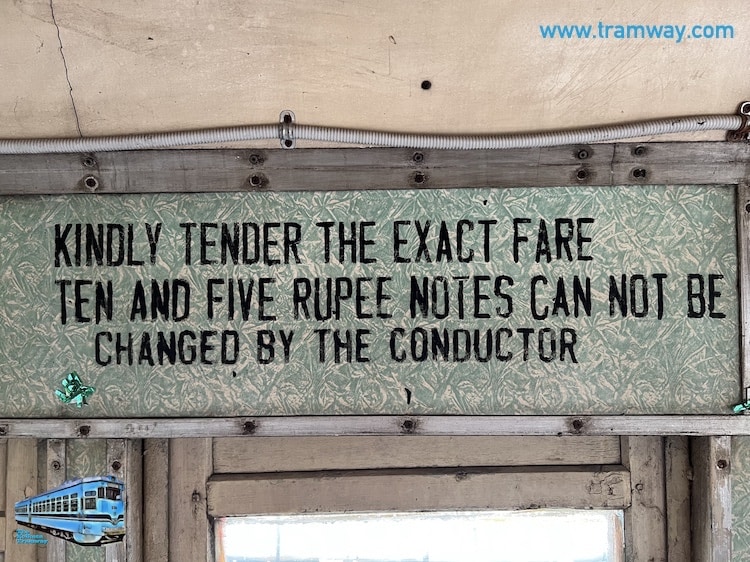 www.tramway.com
KINDLY TENDER THE EXACT FARE
TEN AND FIVE RUPEE NOTES CAN NOT BE
CHANGED BY THE CONDUCTOR